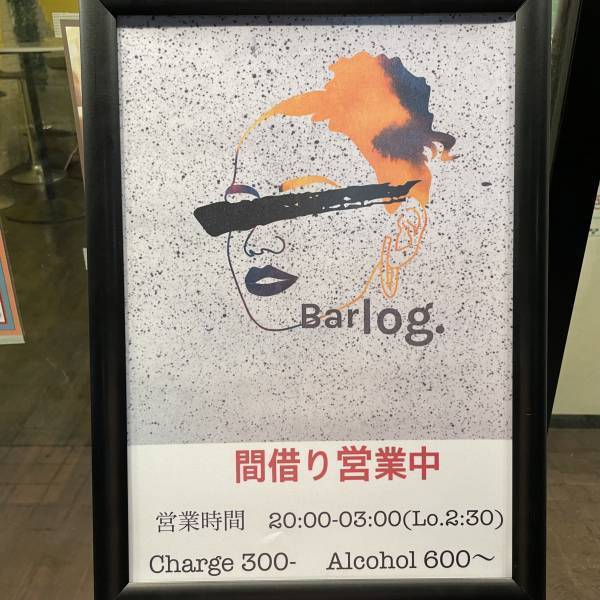 Barlog.
間借り営業中
営業時間 20:00-03:00(Lo.2:30)
Charge 300- Alcohol 600〜